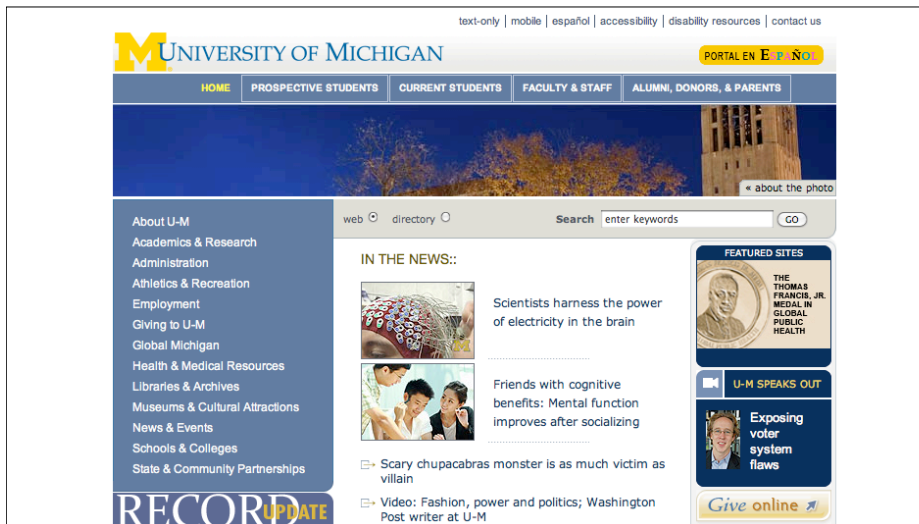 text-only | mobile | español | accessibility | disability resources | contact us
M UNIVERSITY OF MICHIGAN
PORTAL EN ESPAÑOL
HOME
PROSPECTIVE STUDENTS
CURRENT STUDENTS
FACULTY & STAFF
ALUMNI, DONORS, & PARENTS
« about the photo
About U-M
Academics & Research
Administration
Athletics & Recreation
Employment
Giving to U-M
Global Michigan
Health & Medical Resources
Libraries & Archives
Museums & Cultural Attractions
News & Events
Schools & Colleges
State & Community Partnerships
RECORD UPDATE
web directory Search enter keywords GO
IN THE NEWS::
Scientists harness the power
of electricity in the brain
M
Friends with cognitive
benefits: Mental function
improves after socializing
Scary chupacabras monster is as much victim as
villain
Video: Fashion, power and politics; Washington
Post writer at U-M
FEATURED SITES
THE
THOMAS
FRANCIS, JR.
MEDAL IN
GLOBAL
PUBLIC
HEALTH
U-M SPEAKS OUT
Exposing
voter
system
flaws
Give online